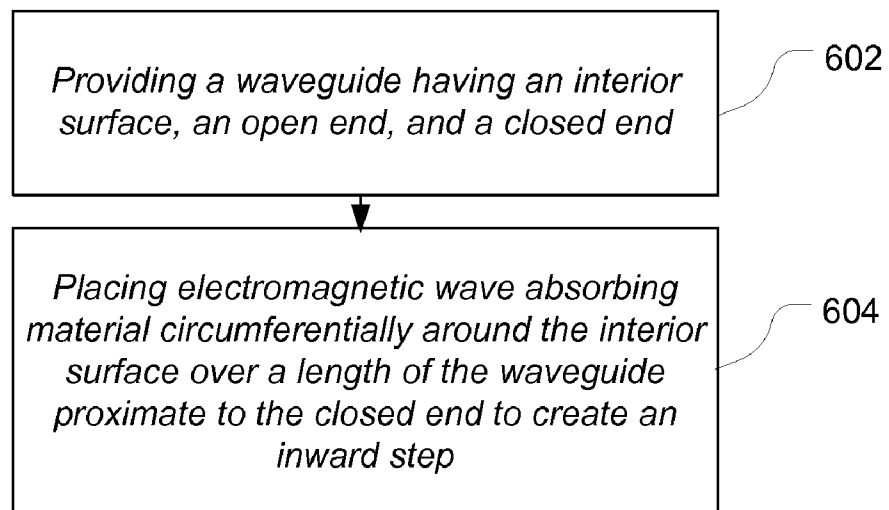 Providing a waveguide having an interior
surface, an open end, and a closed end
602
Placing electromagnetic wave absorbing
material circumferentially around the interior
surface over a length of the waveguide
proximate to the closed end to create an
inward step
604